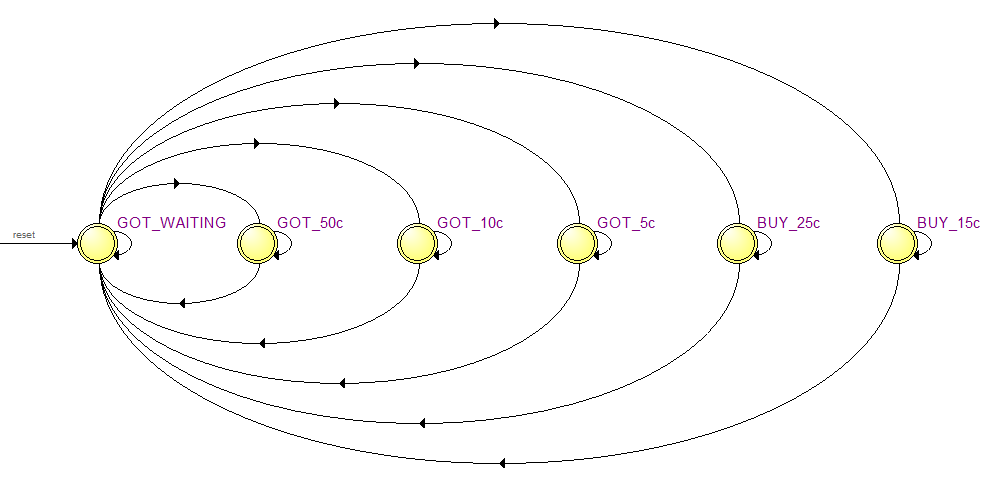 reset
GOT_WAITING
GOT_50c
GOT_10c
GOT_5c
BUY_25c
BUY_15c